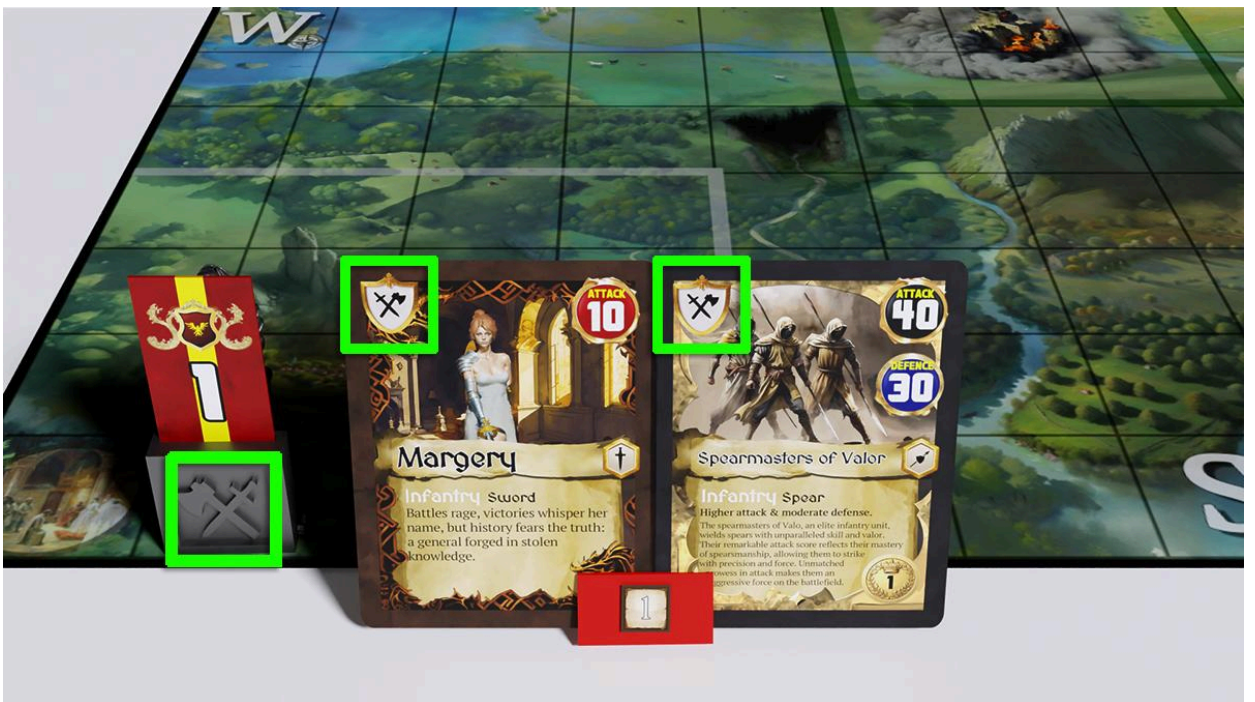 W
1
ATTACK
10
Margery
Infantry Sword
Battles rage, victories whisper her
name, but history fears the truth:
a general forged in stolen
knowledge.
ATTACK
40
DEFENCE
30
Spearmasters of Valor
Infantry Spear
Higher attack & moderate defense.
The spearmasters of Valo, an elite infantry unit,
wields spears with unparalleled skill and valor.
Their remarkable attack score reflects their mastery
of spearsmanship, allowing them to strike
with precision and force. Unmatched
prowess in attack makes them an
aggressive force on the battlefield.
1
1
S